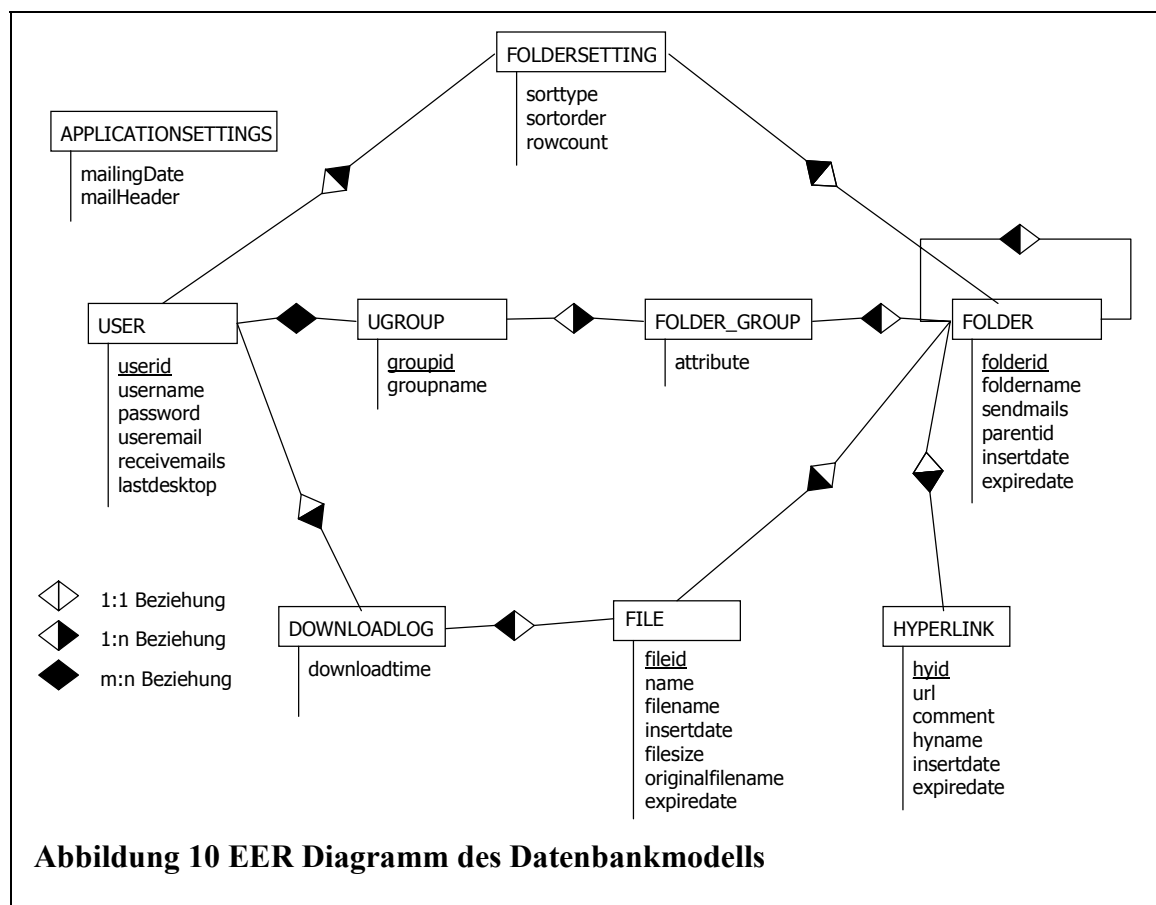 FOLDERSETTING
sorttype
sortorder
rowcount
APPLICATIONSETTINGS
mailingDate
mailHeader
USER
userid
username
password
useremail
receivemails
lastdesktop
UGROUP
groupid
groupname
FOLDER_GROUP
attribute
FOLDER
folderid
foldername
sendmails
parentid
insertdate
expiredate
1:1 Beziehung
1:n Beziehung
m:n Beziehung
DOWNLOADLOG
downloadtime
FILE
fileid
name
filename
insertdate
filesize
originalfilename
expiredate
HYPERLINK
hyid
url
comment
hyname
insertdate
expiredate
Abbildung 10 EER Diagramm des Datenbankmodells